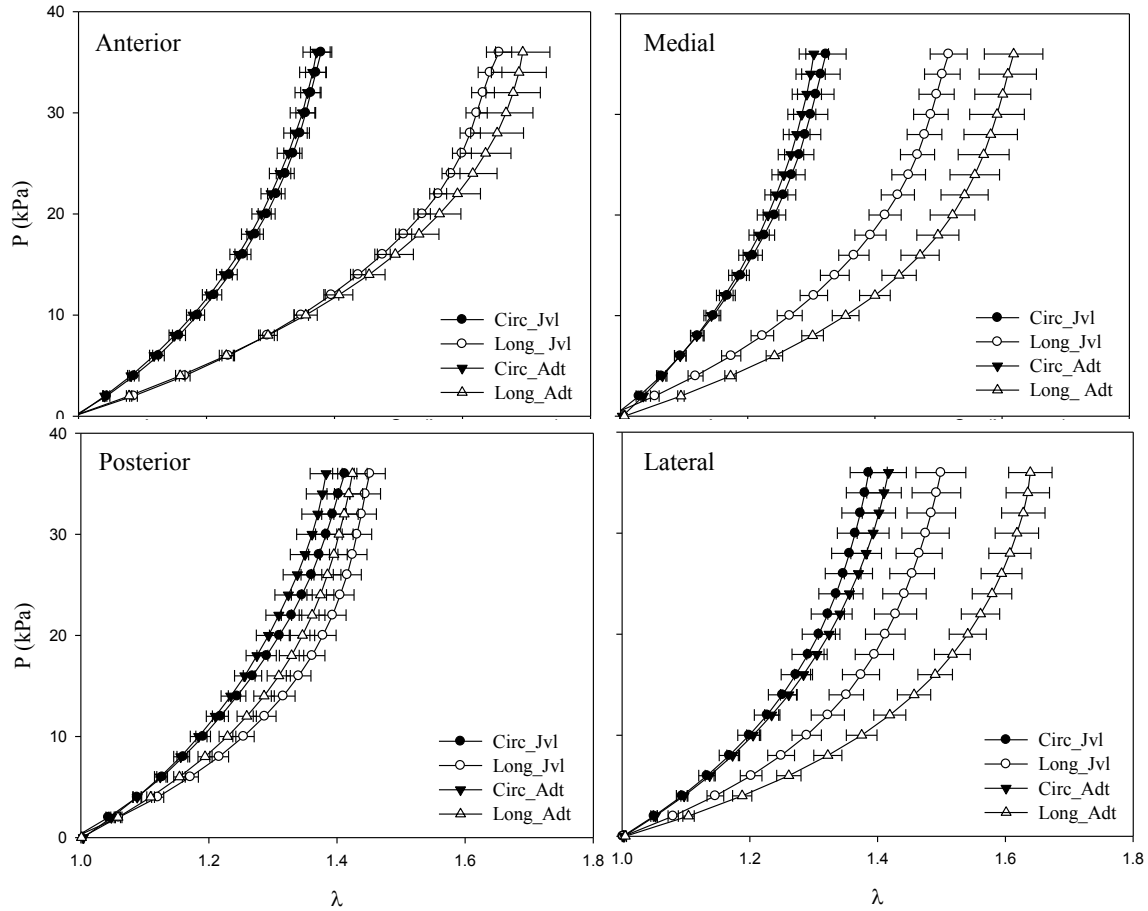 40
30
20
10
0
P (kPa)
Anterior
Circ_Jvl
Long_ Jvl
Circ_Adt
Long_Adt
Medial
Circ_Jvl
Long_ Jvl
Circ_Adt
Long_Adt
40
30
20
10
0
P (kPa)
Posterior
Circ_Jvl
Long_Jvl
Circ_Adt
Long_Adt
1.0 1.2 1.4 1.6 1.8
λ
Lateral
Circ_Jvl
Long_Jvl
Circ_Adt
Long_Adt
1.0 1.2 1.4 1.6 1.8
λ